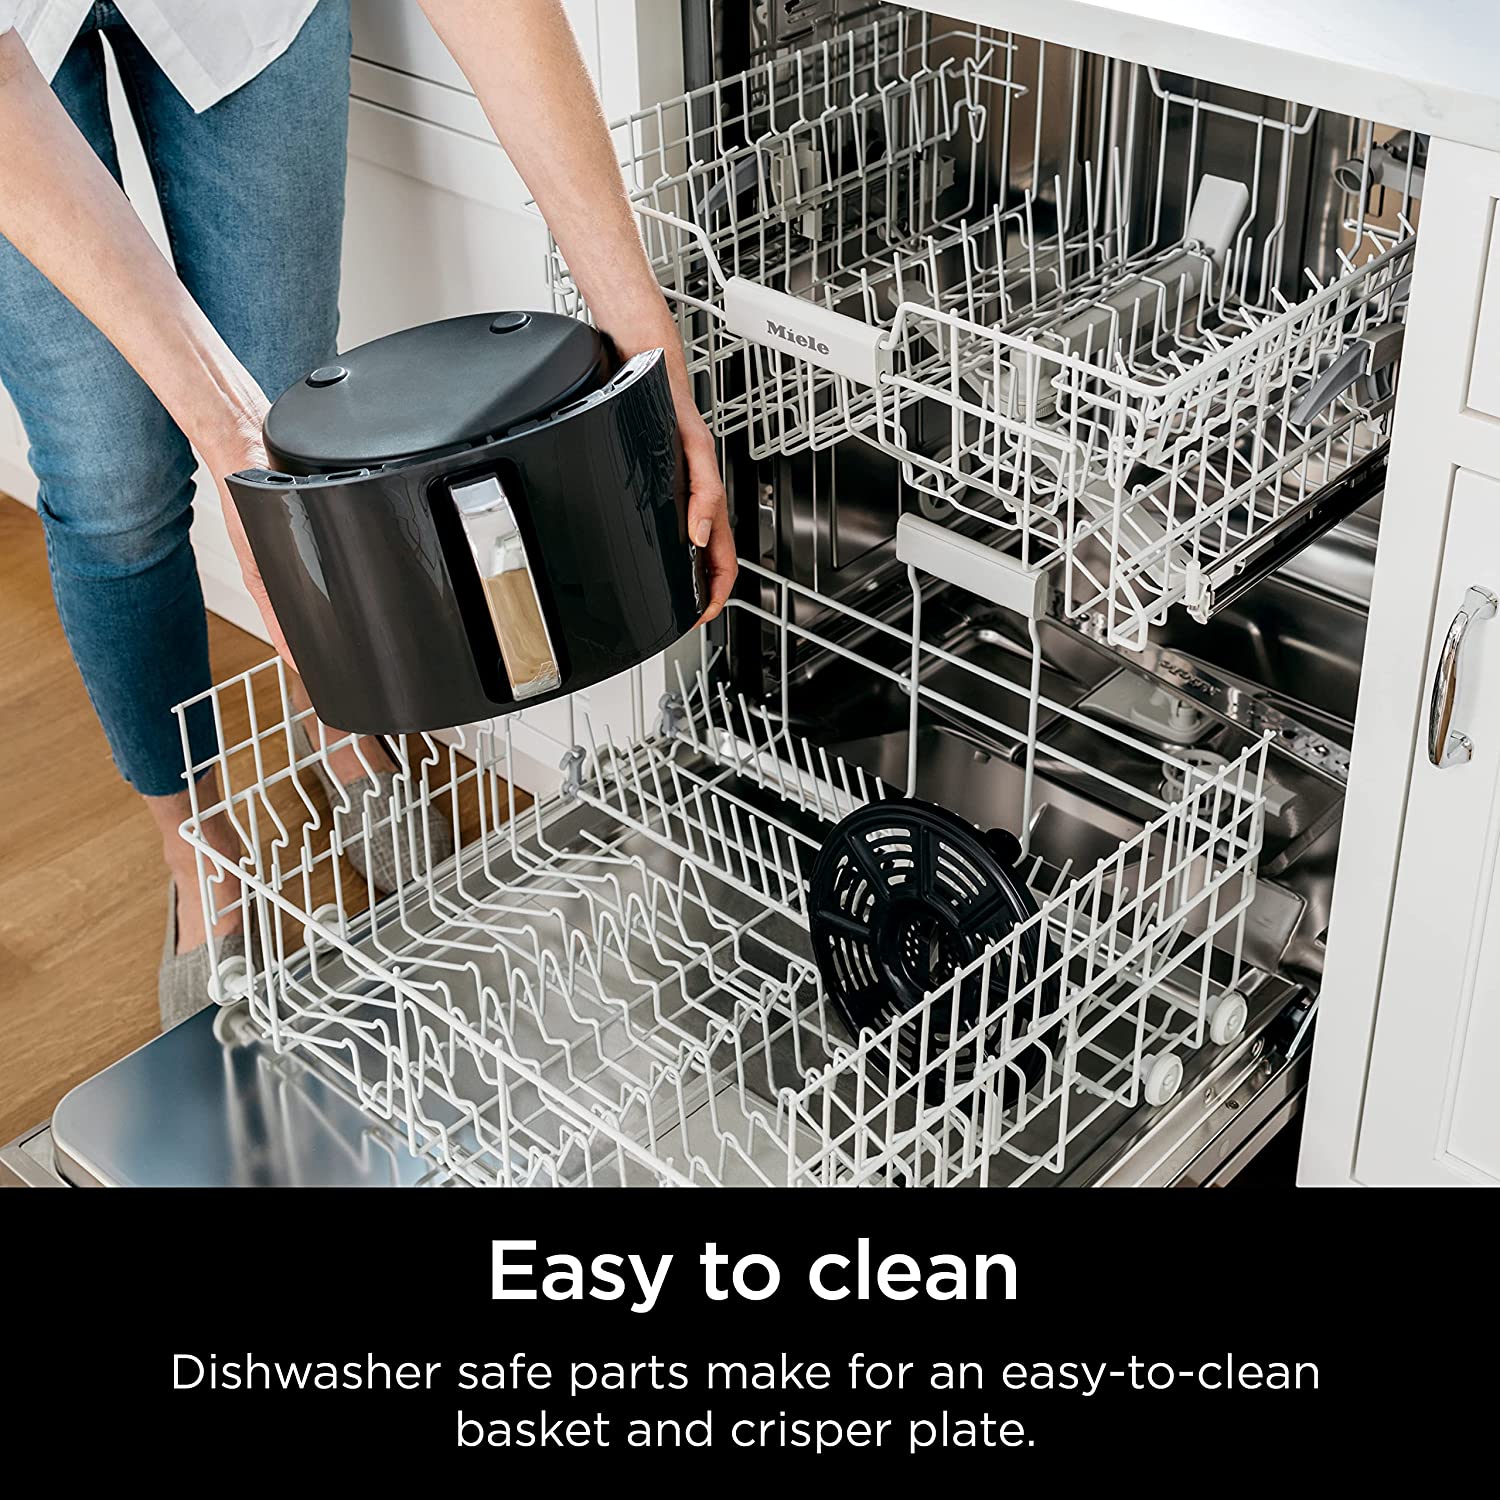 Miele
Easy to clean
Dishwasher safe parts make for an easy-to-clean
basket and crisper plate.